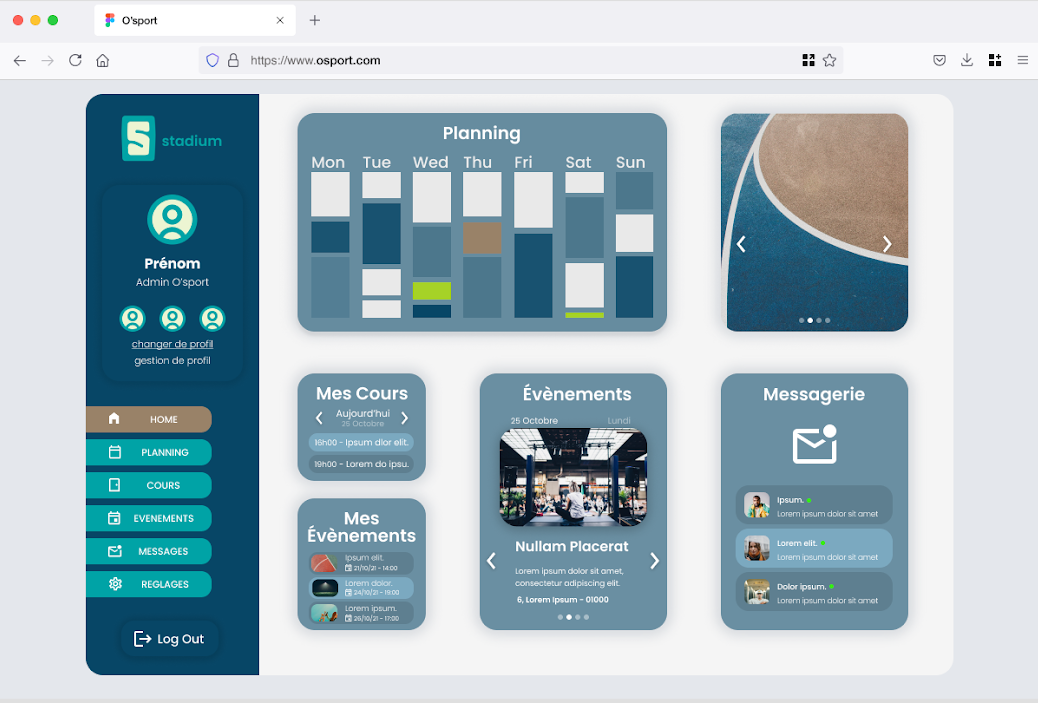 O'sport
https://www.osport.com
stadium
Prénom
Admin O'sport
changer de profil
gestion de profil
HOME
PLANNING
COURS
EVENEMENTS
MESSAGES
REGLAGES
Log Out
Planning
Mon Tue Wed Thu Fri Sat Sun
Mes Cours
Aujourd'hui
25 Octobre
16h00 - Ipsum dlor elit.
19h00 - Lorem do ipsu.
Mes
Évènements
Ipsum elit.
21/10/21 - 14:00
Lorem dolor.
24/10/21 - 19:00
Lorem ipsum.
26/10/21 - 17:00
Évènements
25 Octobre Lundi
Nullam Placerat
Lorem ipsum dolor sit amet,
consectetur adipiscing elit.
6, Lorem Ipsum - 01000
Messagerie
Ipsum.
Lorem ipsum dolor sit amet
Lorem elit.
Lorem ipsum dolor sit amet
Dolor ipsum.
Lorem ipsum dolor sit amet